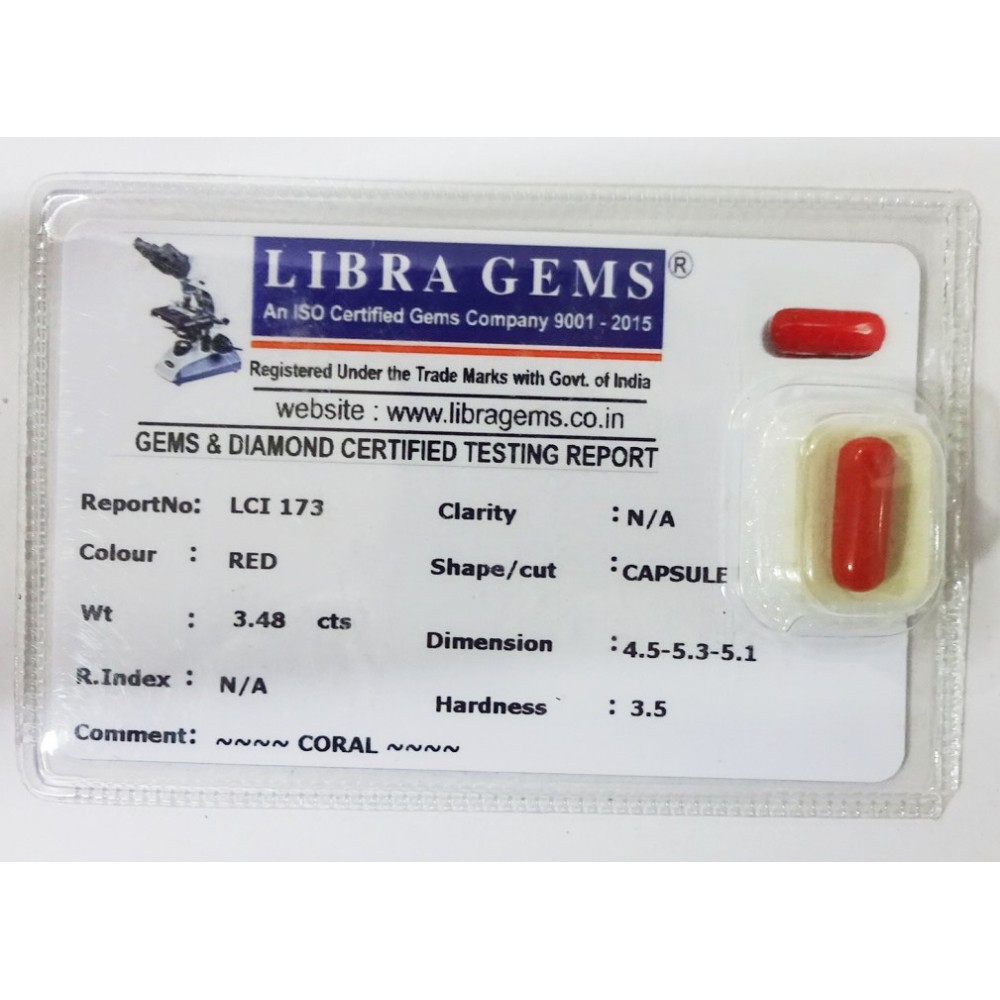 LIBRA GEMS ®
An ISO Certified Gems Company 9001 - 2015
Registered Under the Trade Marks with Govt. of India
website : www.libragems.co.in
GEMS & DIAMOND CERTIFIED TESTING REPORT
ReportNo: LCI 173
Clarity : N/A
Colour : RED
Shape/cut : CAPSULE
Wt : 3.48 cts
Dimension : 4.5-5.3-5.1
R.Index : N/A
Hardness : 3.5
Comment: ~~~~ CORAL ~~~~